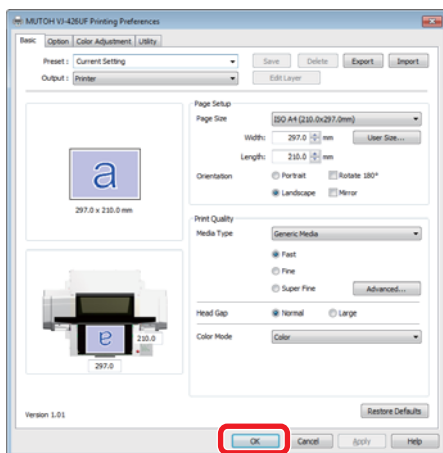 MUTOH VJ-426UF Printing Preferences
Basic Option Color Adjustment Utility
Preset : Current Setting Save Delete Export Import
Output : Printer Edit Layer
Page Setup
Page Size ISO A4 (210.0x297.0mm)
Width: 297.0 mm User Size...
Length: 210.0 mm
Orientation Portrait Rotate 180°
Landscape Mirror
a
297.0 x 210.0 mm
Print Quality
Media Type Generic Media
Fast
Fine
Super Fine Advanced...
Head Gap Normal Large
Color Mode Color
a
210.0
297.0
Version 1.01 Restore Defaults
OK Cancel Apply Help